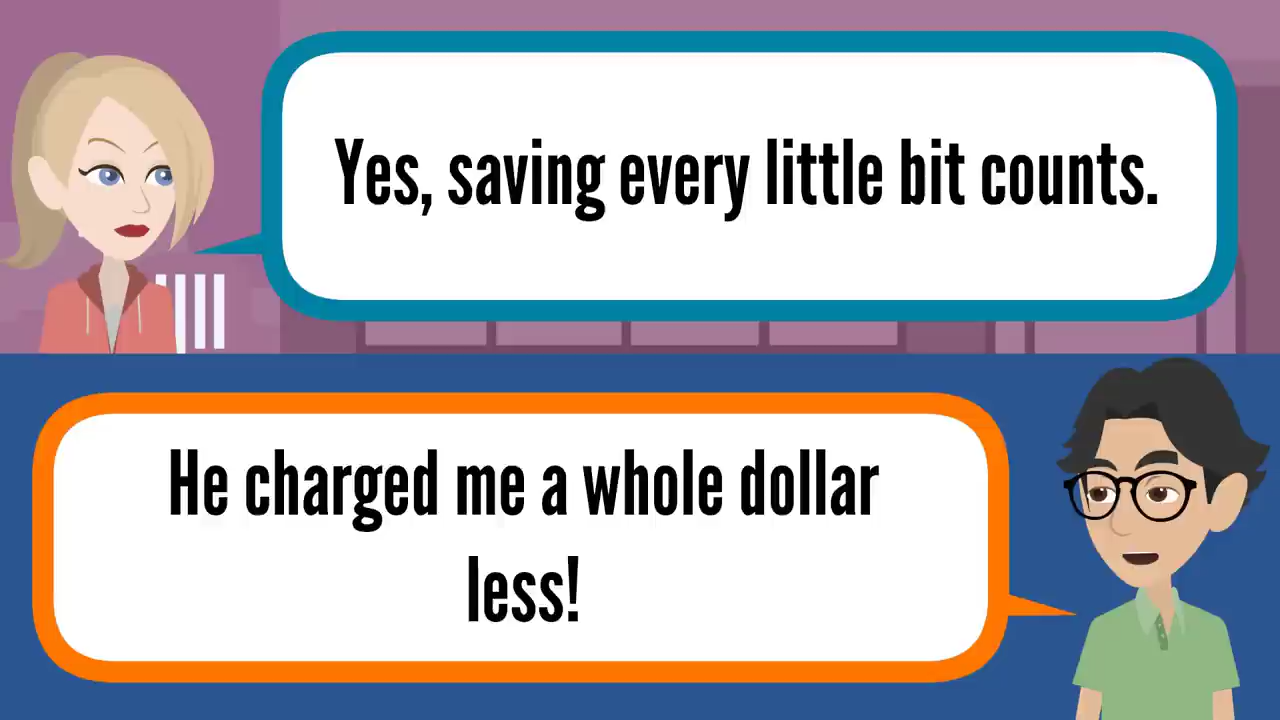 Yes, saving every little bit counts.
He charged me a whole dollar
less!